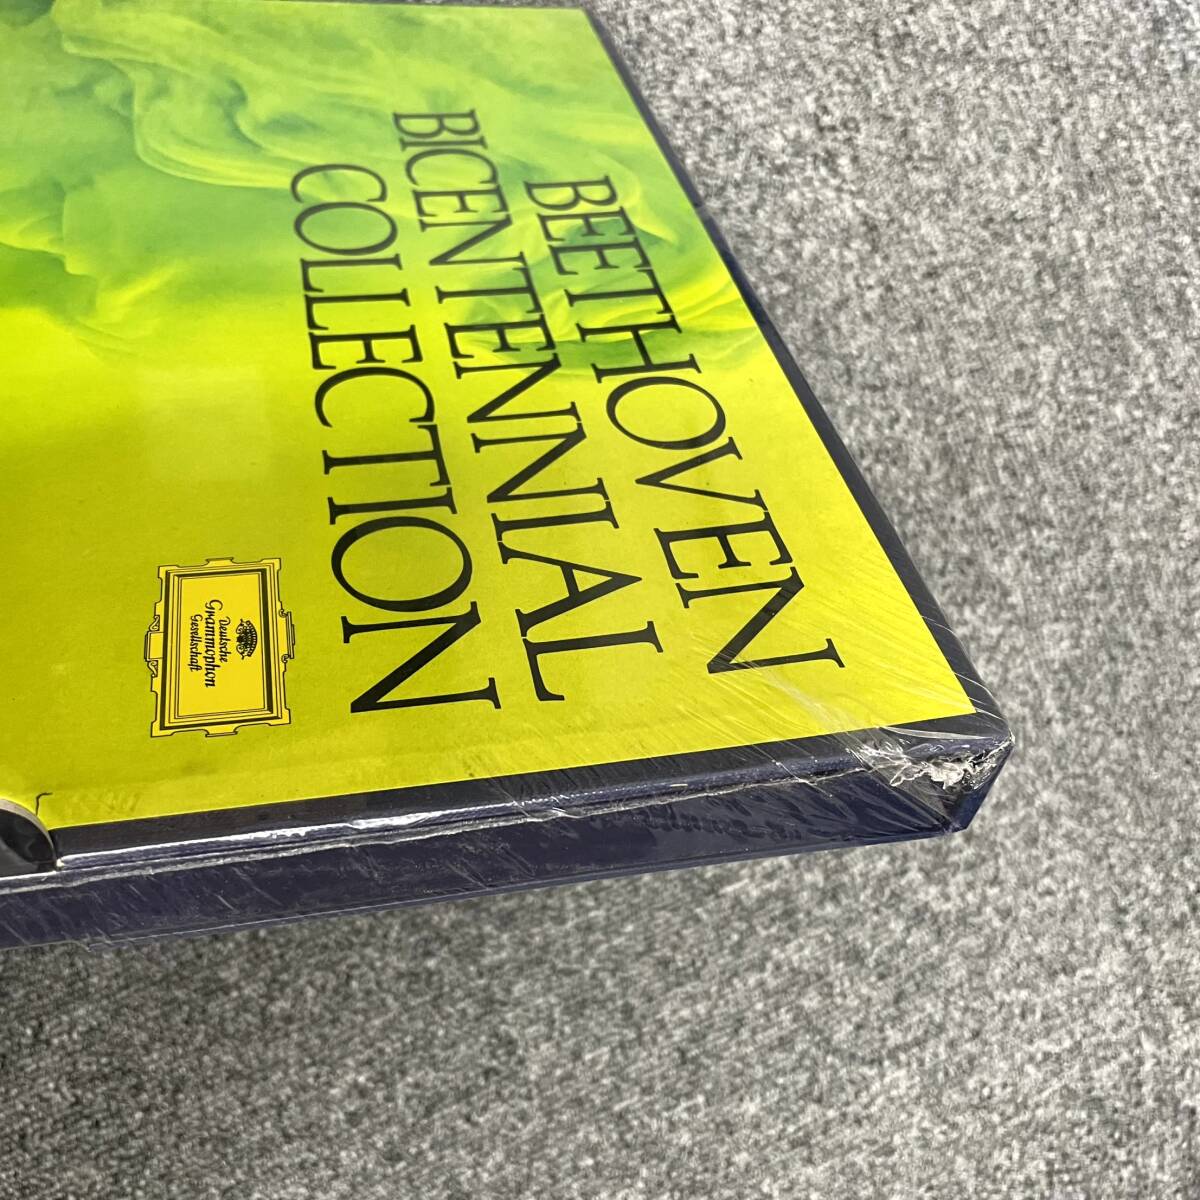 BEETHOVEN
BICENTENNIAL
COLLECTION
Deutsche
Grammophon
Gesellschaft